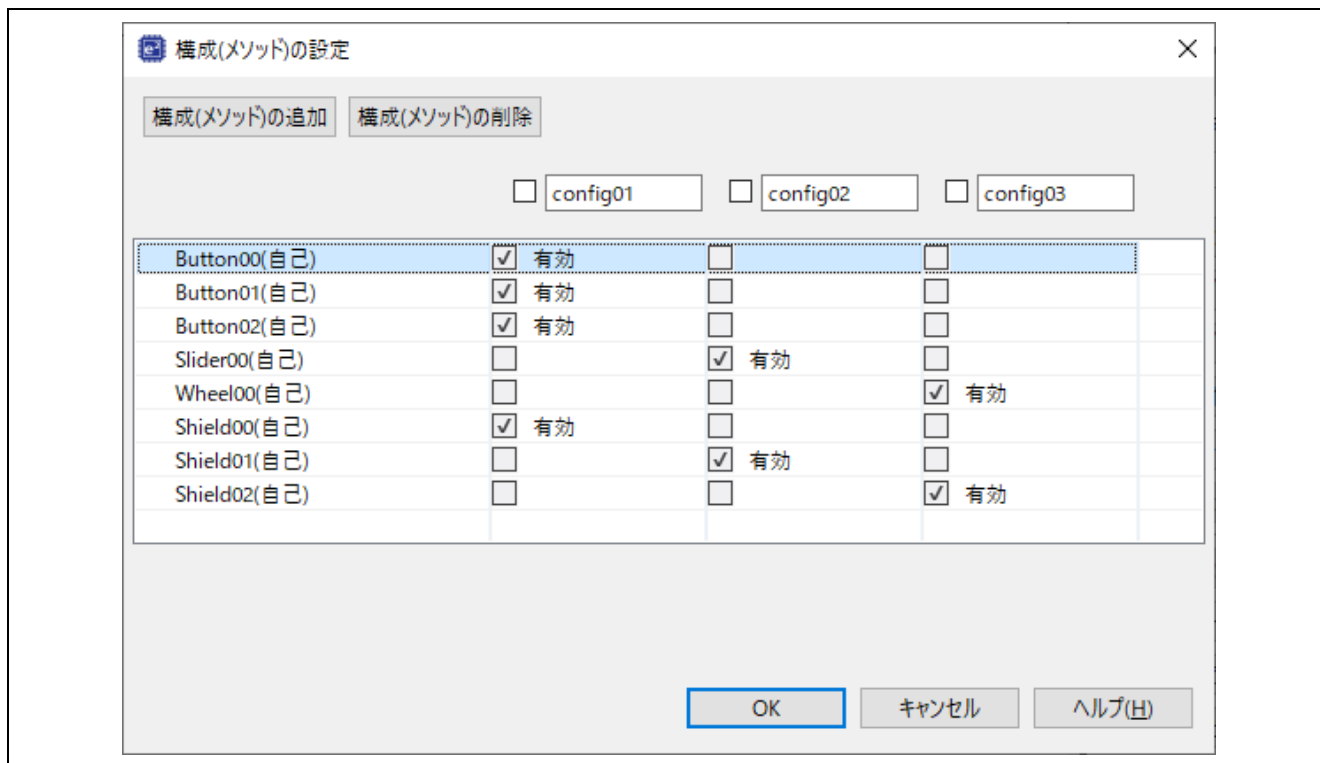 構成(メソッド)の設定
構成(メソッド)の追加 構成(メソッド)の削除
config01 config02 config03
Button00(自己) 有効
Button01(自己) 有効
Button02(自己) 有効
Slider00(自己) 有効
Wheel00(自己) 有効
Shield00(自己) 有効
Shield01(自己) 有効
Shield02(自己) 有効
OK キャンセル ヘルプ(H)